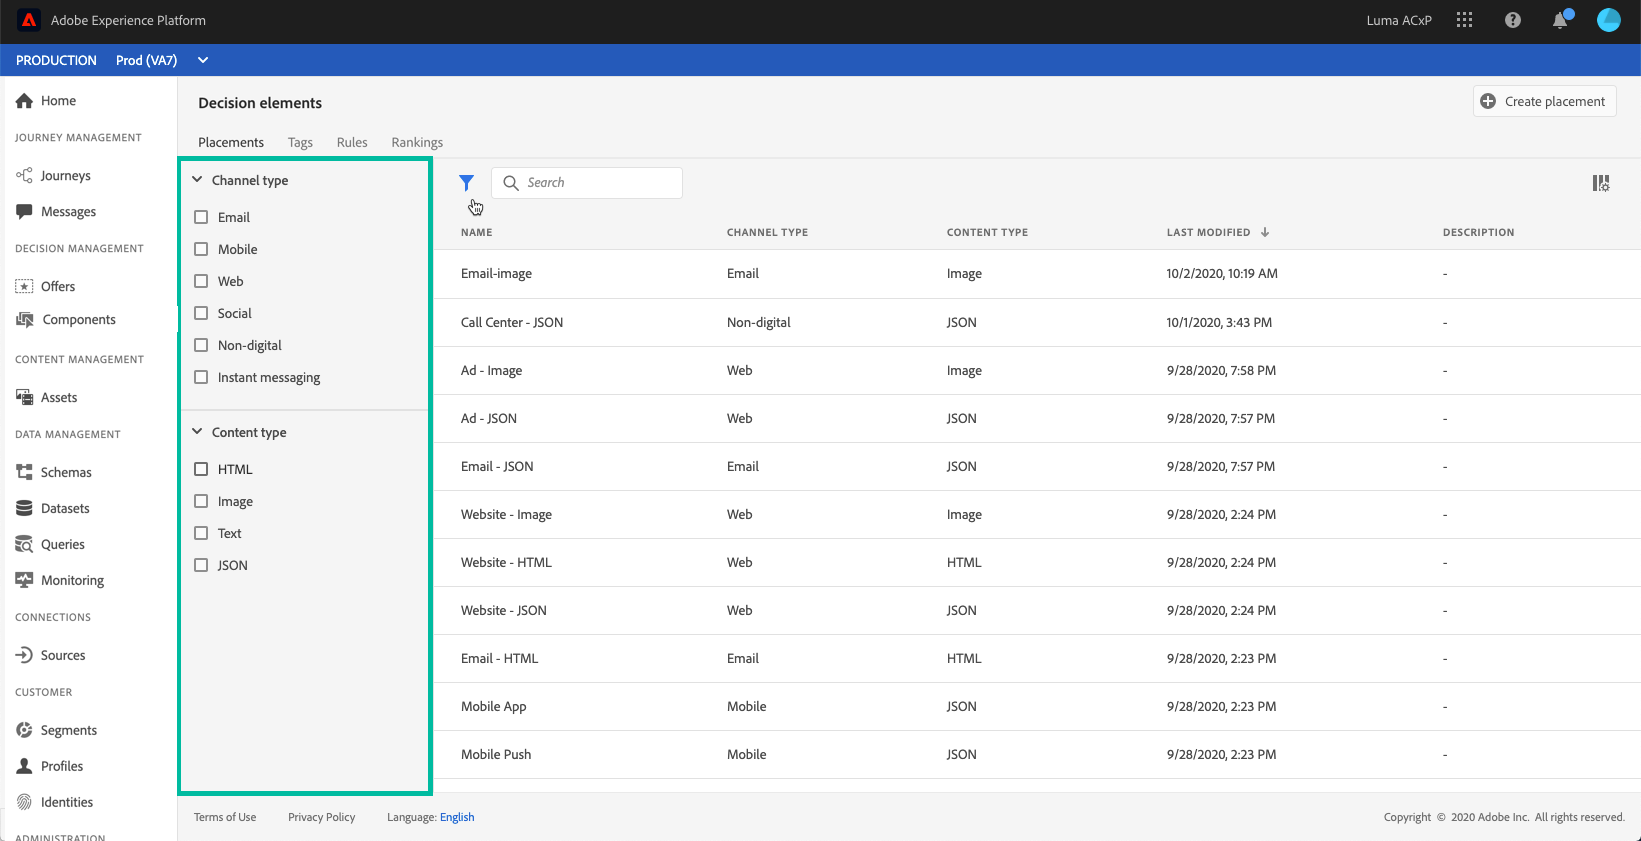 Adobe Experience Platform
Luma ACxP
PRODUCTION Prod (VA7)
Home
JOURNEY MANAGEMENT
Journeys
Messages
DECISION MANAGEMENT
Offers
Components
CONTENT MANAGEMENT
Assets
DATA MANAGEMENT
Schemas
Datasets
Queries
Monitoring
CONNECTIONS
Sources
CUSTOMER
Segments
Profiles
Identities
ADMINISTRATION
Decision elements
Create placement
Placements Tags Rules Rankings
Channel type
Email
Mobile
Web
Social
Non-digital
Instant messaging
Content type
HTML
Image
Text
JSON
Search
NAME CHANNEL TYPE CONTENT TYPE LAST MODIFIED DESCRIPTION
Email-image Email Image 10/2/2020, 10:19 AM -
Call Center - JSON Non-digital JSON 10/1/2020, 3:43 PM -
Ad - Image Web Image 9/28/2020, 7:58 PM -
Ad - JSON Web JSON 9/28/2020, 7:57 PM -
Email - JSON Email JSON 9/28/2020, 7:57 PM -
Website - Image Web Image 9/28/2020, 2:24 PM -
Website - HTML Web HTML 9/28/2020, 2:24 PM -
Website - JSON Web JSON 9/28/2020, 2:24 PM -
Email - HTML Email HTML 9/28/2020, 2:23 PM -
Mobile App Mobile JSON 9/28/2020, 2:23 PM -
Mobile Push Mobile JSON 9/28/2020, 2:23 PM -
Terms of Use Privacy Policy Language: English
Copyright © 2020 Adobe Inc. All rights reserved.